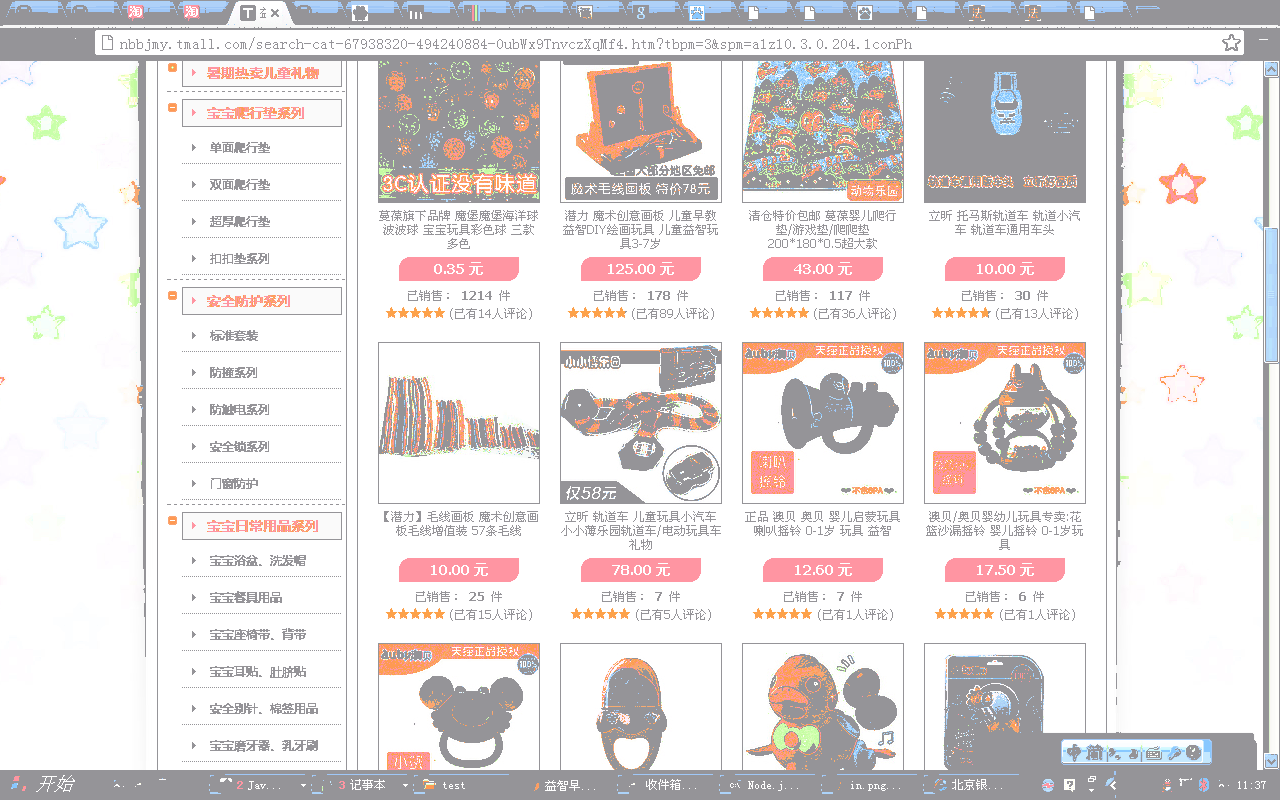 nbbjmy.tmall.com/search-cat-67938320-494240884-0ubWx9TnvczXqMf4.htm?tbpm=3&spm=a1z10.3.0.204.1conPh
暑期热卖儿童礼物
宝宝爬行垫系列
单面爬行垫
双面爬行垫
超厚爬行垫
扣扣垫系列
安全防护系列
标准套装
防撞系列
防触电系列
安全锁系列
门窗防护
宝宝日常用品系列
宝宝浴盆、洗发帽
宝宝餐具用品
宝宝座椅带、背带
宝宝耳贴、肚脐贴
安全别针、棉签用品
宝宝磨牙器、乳牙刷
3C认证没有味道
莫葆旗下品牌 魔堡魔堡海洋球
波波球 宝宝玩具彩色球 三款
多色
0.35 元
已销售： 1214 件
(已有14人评论)
大部分地区免邮
魔术毛线画板 特价78元
潜力 魔术创意画板 儿童早教
益智DIY绘画玩具 儿童益智玩
具3-7岁
125.00 元
已销售： 178 件
(已有89人评论)
动物乐园
清仓特价包邮 莫葆婴儿爬行
垫/游戏垫/爬爬垫
200*180*0.5超大款
43.00 元
已销售： 117 件
(已有36人评论)
立昕 托马斯轨道车 轨道小汽
车 轨道车通用车头
10.00 元
已销售： 30 件
(已有13人评论)
【潜力】毛线画板 魔术创意画
板毛线增值装 57条毛线
10.00 元
已销售： 25 件
(已有15人评论)
仅58元
立昕 轨道车 儿童玩具小汽车
小小薄乐园轨道车/电动玩具车
礼物
78.00 元
已销售： 7 件
(已有5人评论)
auby澳贝
天猫正品授权
100%
喇叭
摇铃
不含BPA
正品 澳贝 奥贝 婴儿启蒙玩具
喇叭摇铃 0-1岁 玩具 益智
12.60 元
已销售： 7 件
(已有1人评论)
auby澳贝
天猫正品授权
100%
不含BPA
澳贝/奥贝婴幼儿玩具专卖:花
篮沙漏摇铃 婴儿摇铃 0-1岁玩
具
17.50 元
已销售： 6 件
(已有1人评论)
auby澳贝
天猫正品授权
100%
开始
2 Jav...
3 记事本
test
益智早...
收件箱...
Node.j...
in.png...
北京银...
11:37